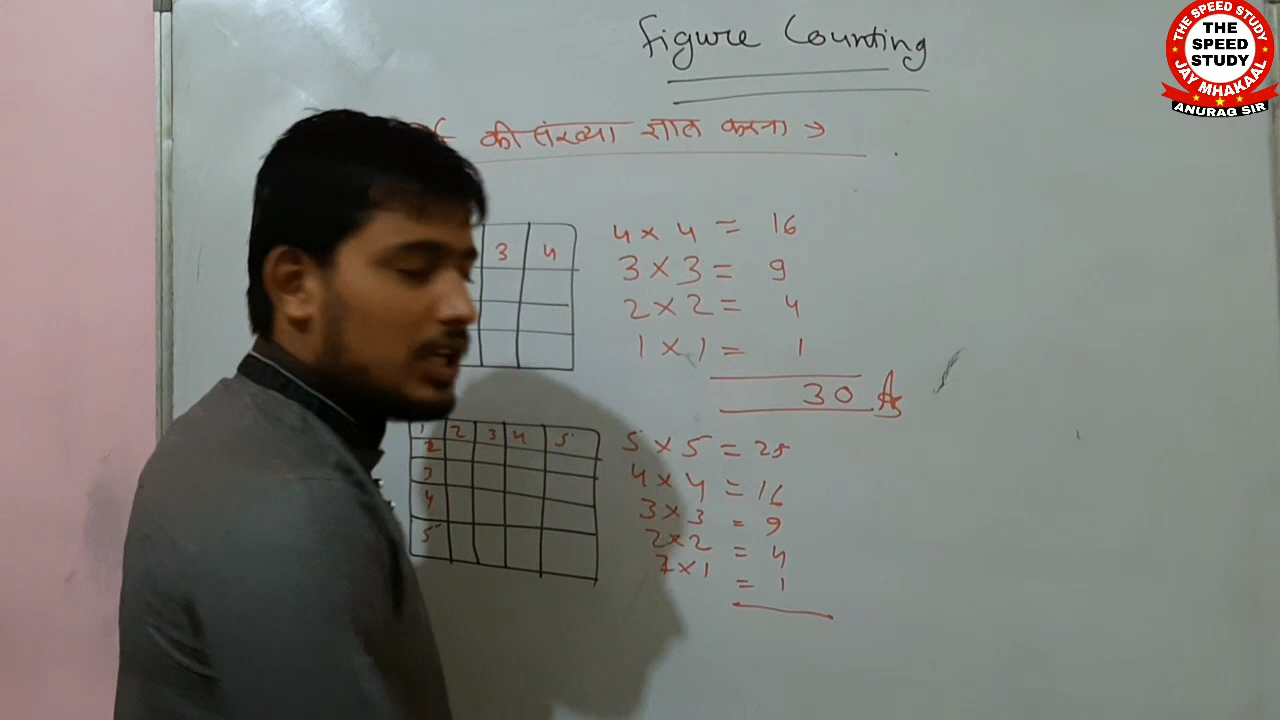 Figure Counting
THE SPEED STUDY
THE
SPEED
STUDY
JAY MHAKAAL
ANURAG SIR
की संख्या ज्ञात करना →
3 4
4 × 4 = 16
3 × 3 = 9
2 × 2 = 4
1 × 1 = 1
30 As
1 2 3 4 5
2
3
4
5
5 × 5 = 25
4 × 4 = 16
3 × 3 = 9
2 × 2 = 4
1 × 1 = 1